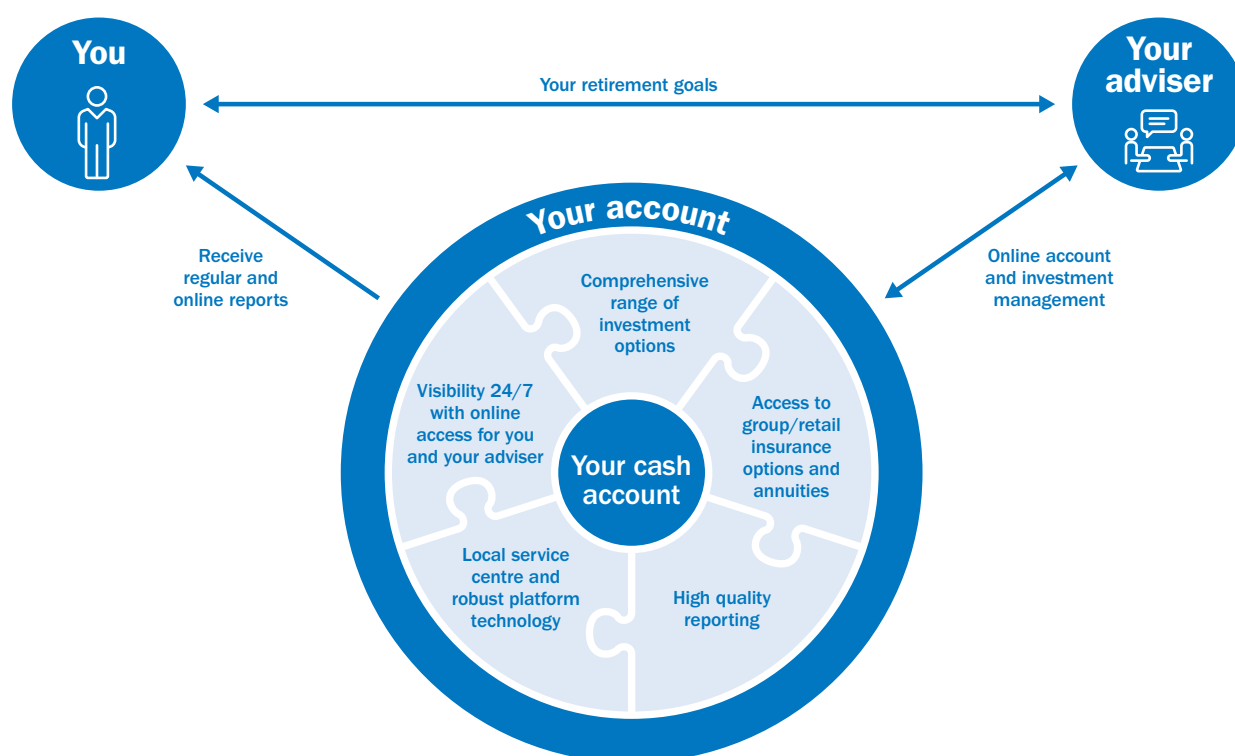 You
Your
adviser
Your retirement goals
Receive
regular and
online reports
Online account
and investment
management
Your account
Comprehensive
range of
investment
options
Visibility 24/7
with online
access for you
and your adviser
Access to
group/retail
insurance
options and
annuities
Your cash
account
Local service
centre and
robust platform
technology
High quality
reporting